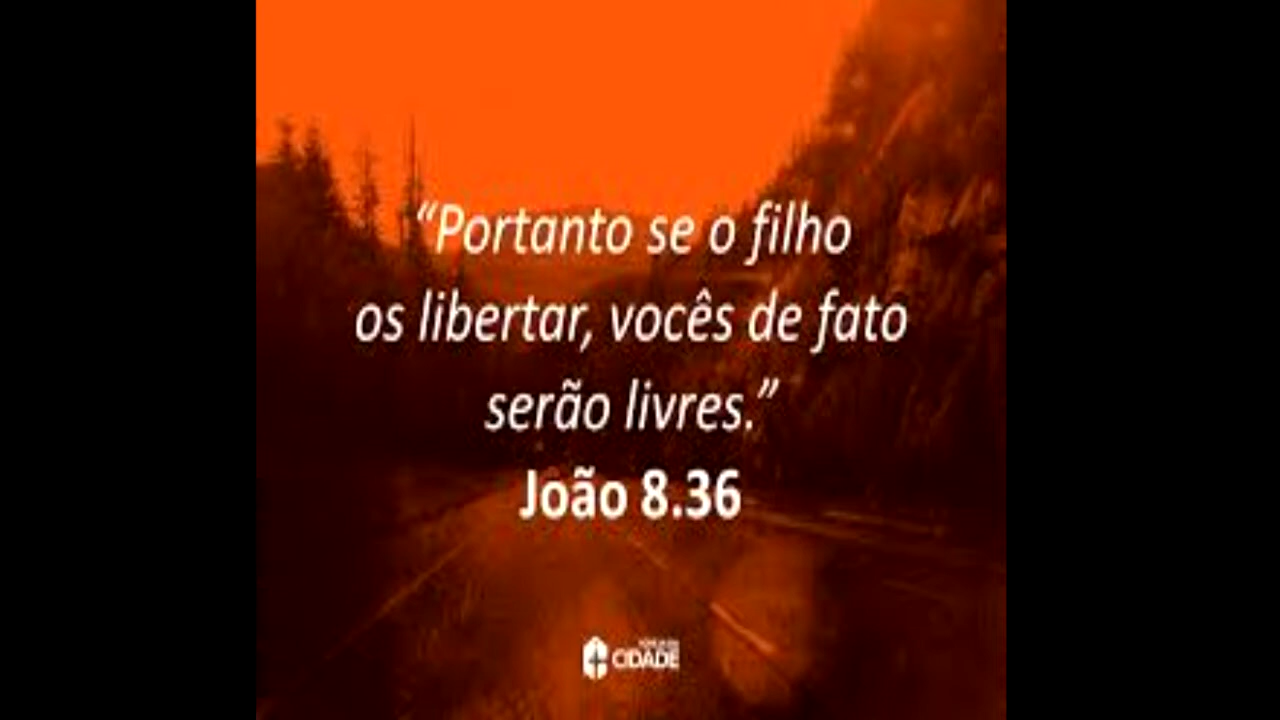 “Portanto se o filho
os libertar, vocês de fato
serão livres.”
João 8.36
CIDADE